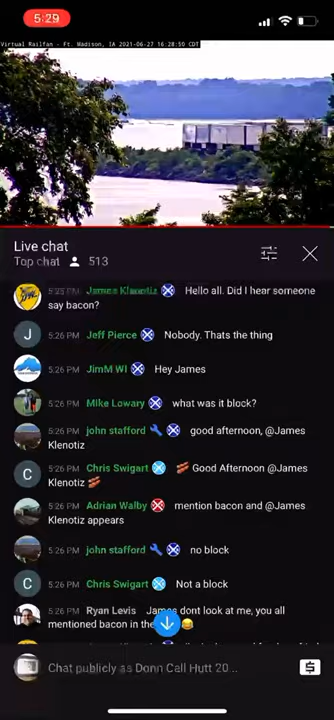 5:29
Virtual Railfan - Ft. Madison, IA 2021-06-27 16:28:50 CDT
Live chat
Top chat 513
James Klenotiz Hello all. Did I hear someone
say bacon?
J 5:26 PM Jeff Pierce Nobody. Thats the thing
5:26 PM JimM WI Hey James
5:26 PM Mike Lowary what was it block?
5:26 PM john stafford good afternoon, @James
Klenotiz
C 5:26 PM Chris Swigart 🥓 Good Afternoon @James
Klenotiz 🥓
5:26 PM Adrian Walby mention bacon and @James
Klenotiz appears
5:26 PM john stafford no block
C 5:26 PM Chris Swigart Not a block
5:26 PM Ryan Levis James dont look at me, you all
mentioned bacon in the 😂
Chat publicly as Donn Call Hutt 20...